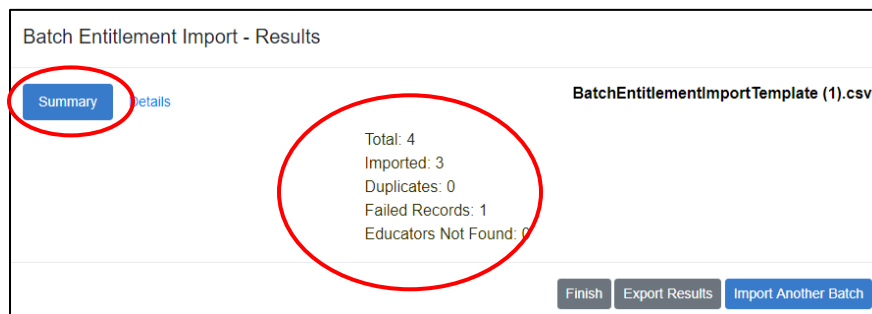 Batch Entitlement Import - Results
Summary Details BatchEntitlementImportTemplate (1).csv
Total: 4
Imported: 3
Duplicates: 0
Failed Records: 1
Educators Not Found: 0
Finish Export Results Import Another Batch